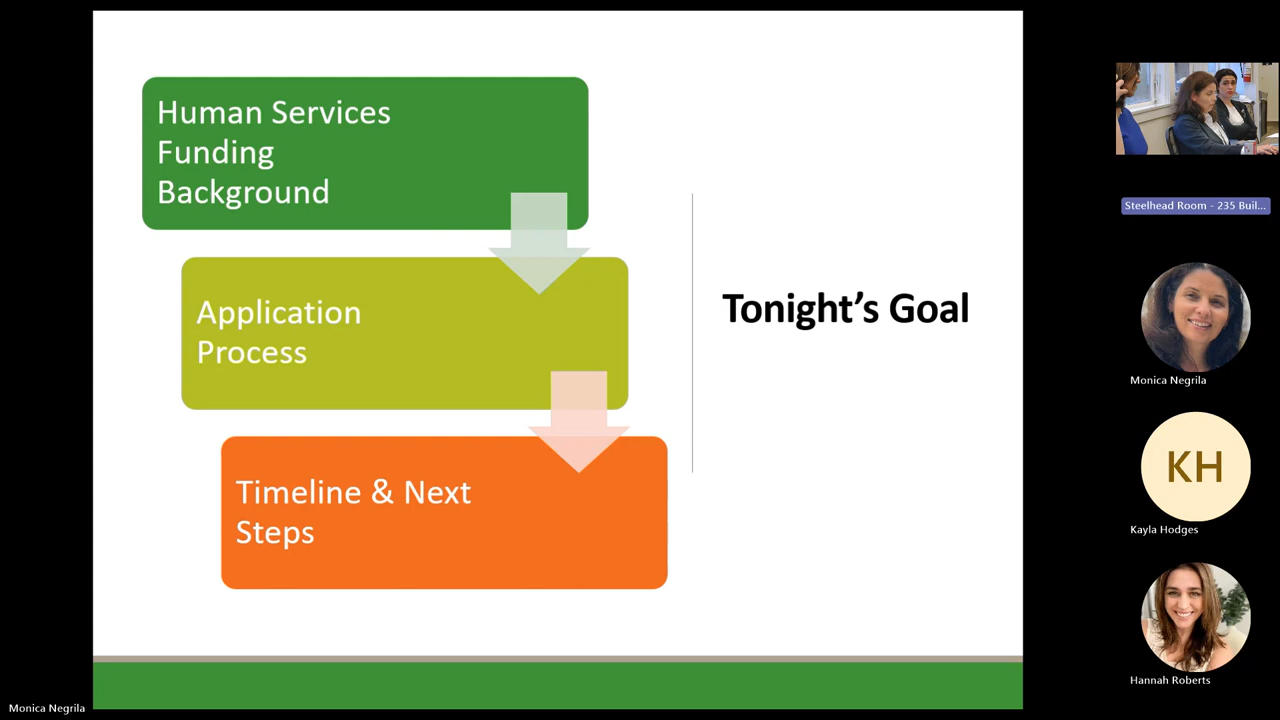 Human Services
Funding
Background
Application
Process
Timeline & Next
Steps
Tonight's Goal
Steelhead Room - 235 Buil...
Monica Negrila
KH
Kayla Hodges
Hannah Roberts
Monica Negrila